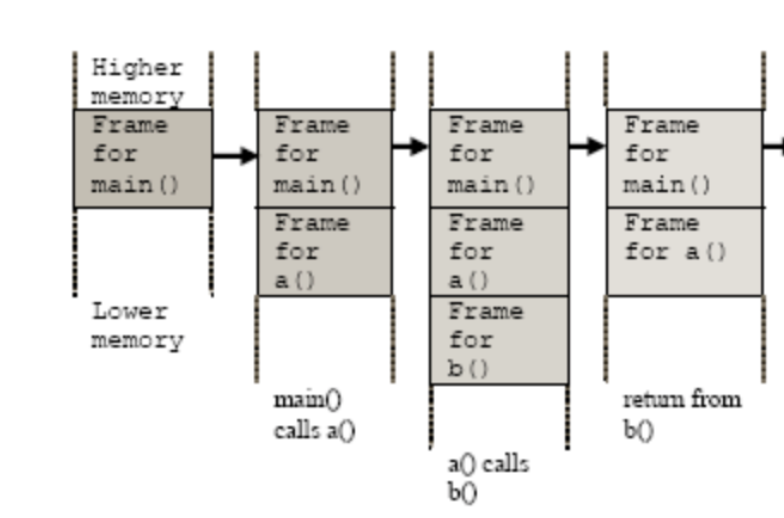 Higher
memory
Frame
for
main()
Lower
memory
Frame
for
main()
Frame
for
a()
main()
calls a()
Frame
for
main()
Frame
for
a()
Frame
for
b()
a() calls
b()
Frame
for
main()
Frame
for a()
return from
b()